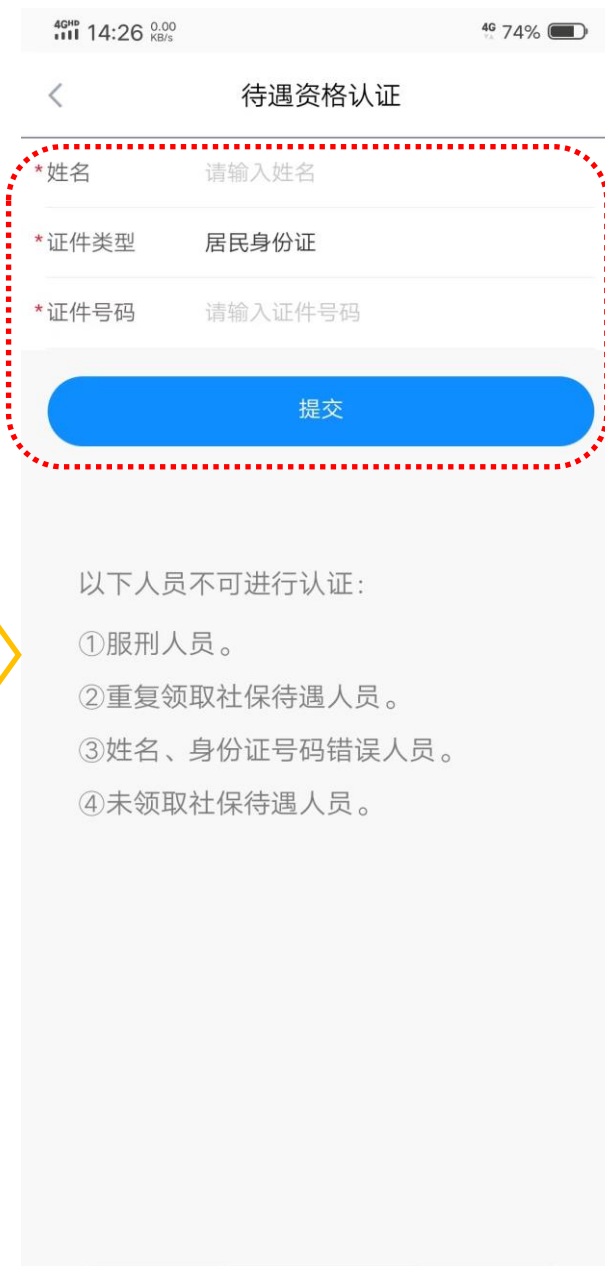 4GHD 14:26 0.00 KB/s 4G 74%
待遇资格认证
*姓名 请输入姓名
*证件类型 居民身份证
*证件号码 请输入证件号码
提交
以下人员不可进行认证:
①服刑人员。
②重复领取社保待遇人员。
③姓名、身份证号码错误人员。
④未领取社保待遇人员。